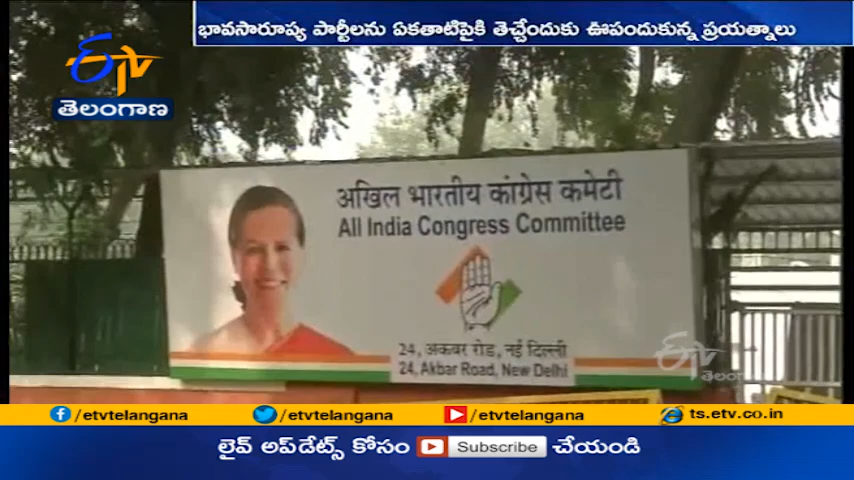 భావసారూప్య పార్టీలను ఏకతాటిపైకి తెచ్చేందుకు ఊపందుకున్న ప్రయత్నాలు
ETV
తెలంగాణ
अखिल भारतीय कांग्रेस कमेटी
All India Congress Committee
24, अकबर रोड, नई दिल्ली
24, Akbar Road, New Delhi
ETV
తెలంగాణ
/etvtelangana /etvtelangana /etvtelangana ts.etv.co.in
లైవ్ అప్‌డేట్స్ కోసం Subscribe చేయండి